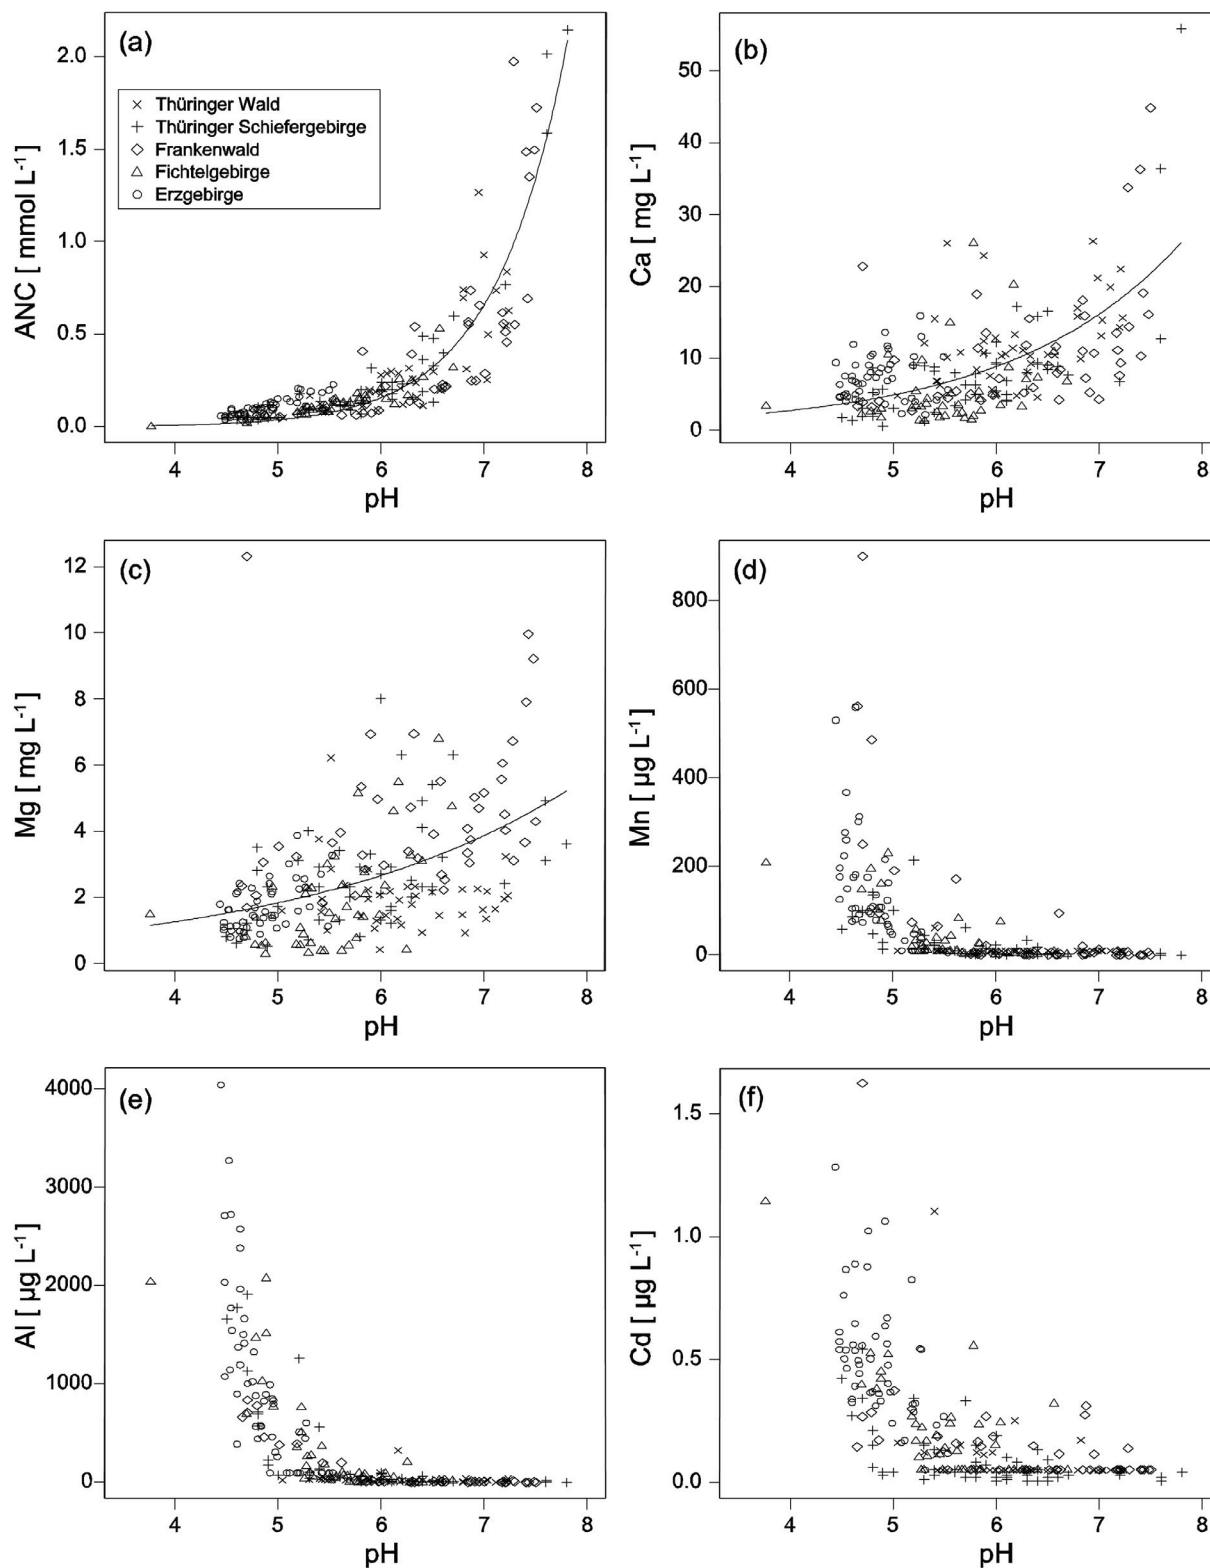 (a)
ANC [ mmol L-1]
2.0
1.5
1.0
0.5
0.0
Thüringer Wald
Thüringer Schiefergebirge
Frankenwald
Fichtelgebirge
Erzgebirge
4 5 6 7 8
pH
(b)
Ca [ mg L-1]
50
40
30
20
10
0
4 5 6 7 8
pH
(c)
Mg [ mg L-1]
12
10
8
6
4
2
0
4 5 6 7 8
pH
(d)
Mn [ µg L-1]
800
600
400
200
0
4 5 6 7 8
pH
(e)
Al [ µg L-1]
4000
3000
2000
1000
0
4 5 6 7 8
pH
(f)
Cd [ µg L-1]
1.5
1.0
0.5
0.0
4 5 6 7 8
pH